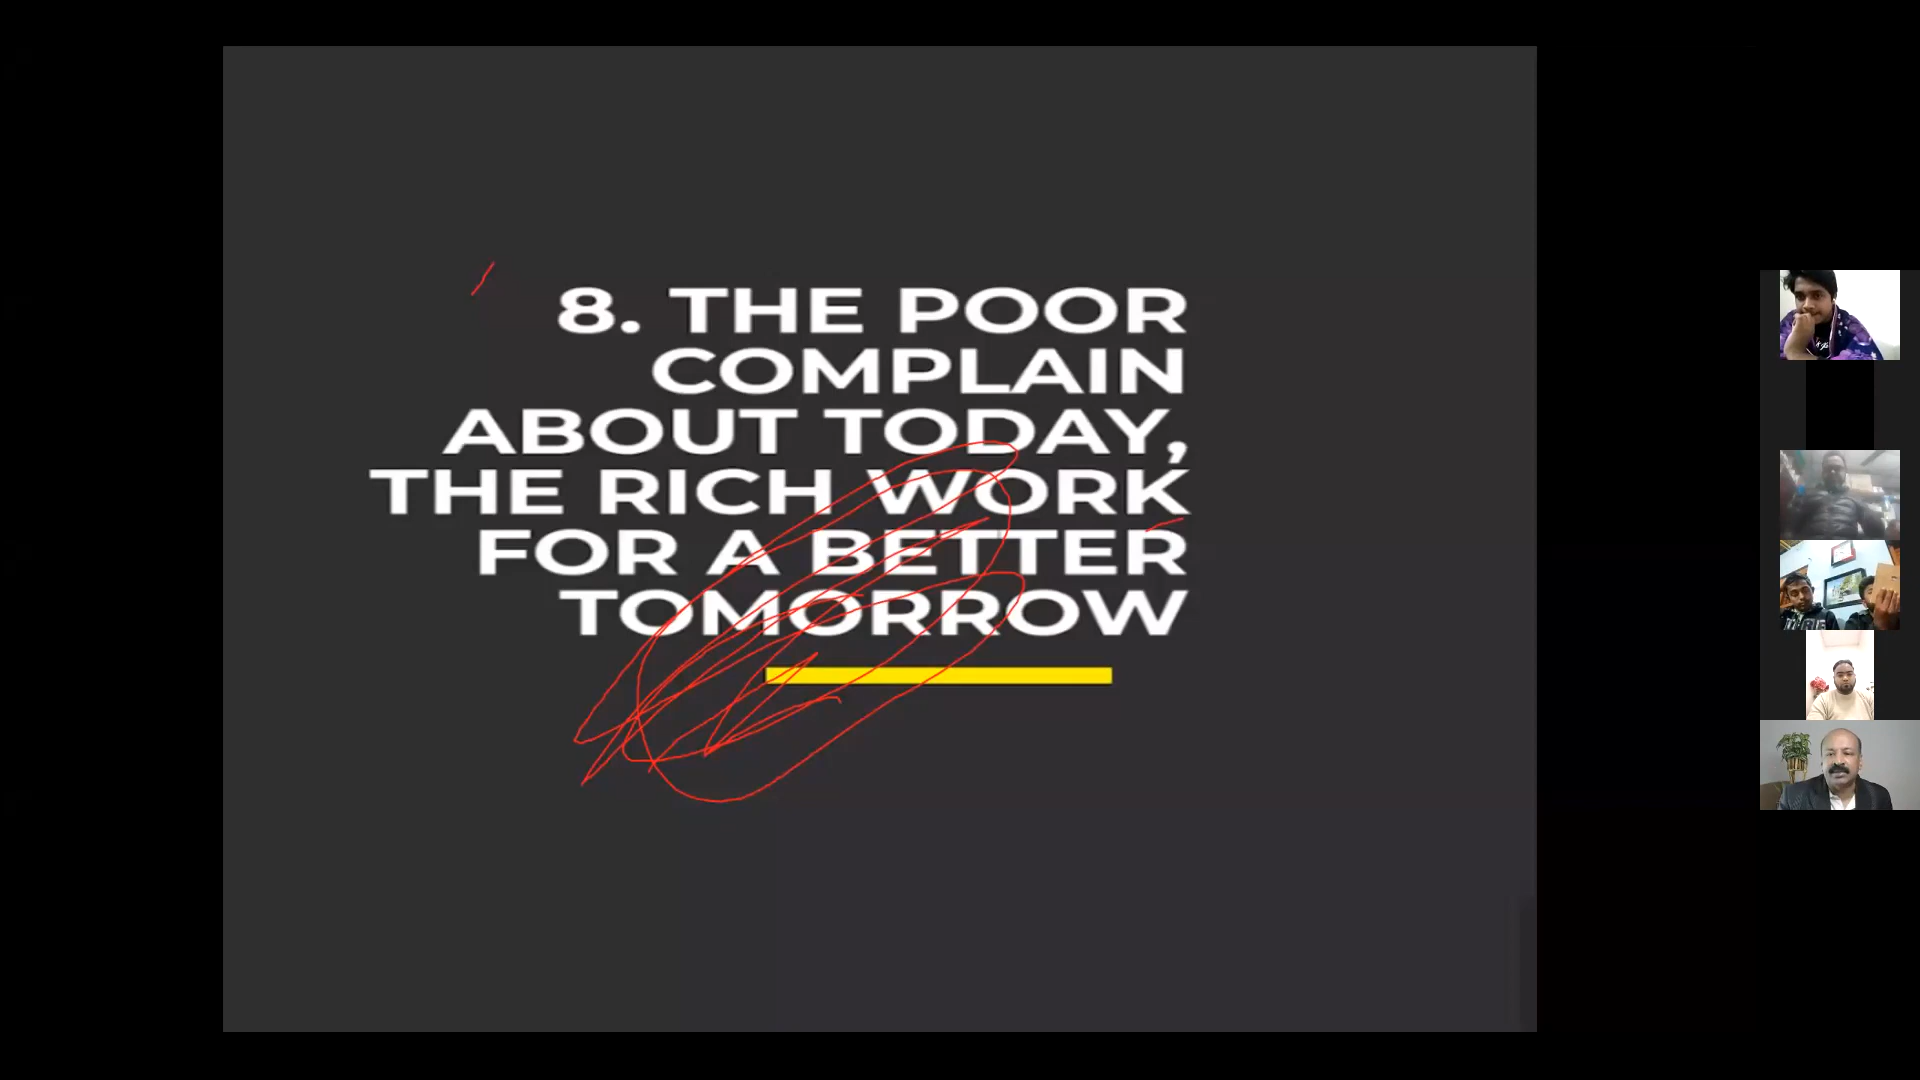 8. THE POOR
COMPLAIN
ABOUT TODAY,
THE RICH WORK
FOR A BETTER
TOMORROW